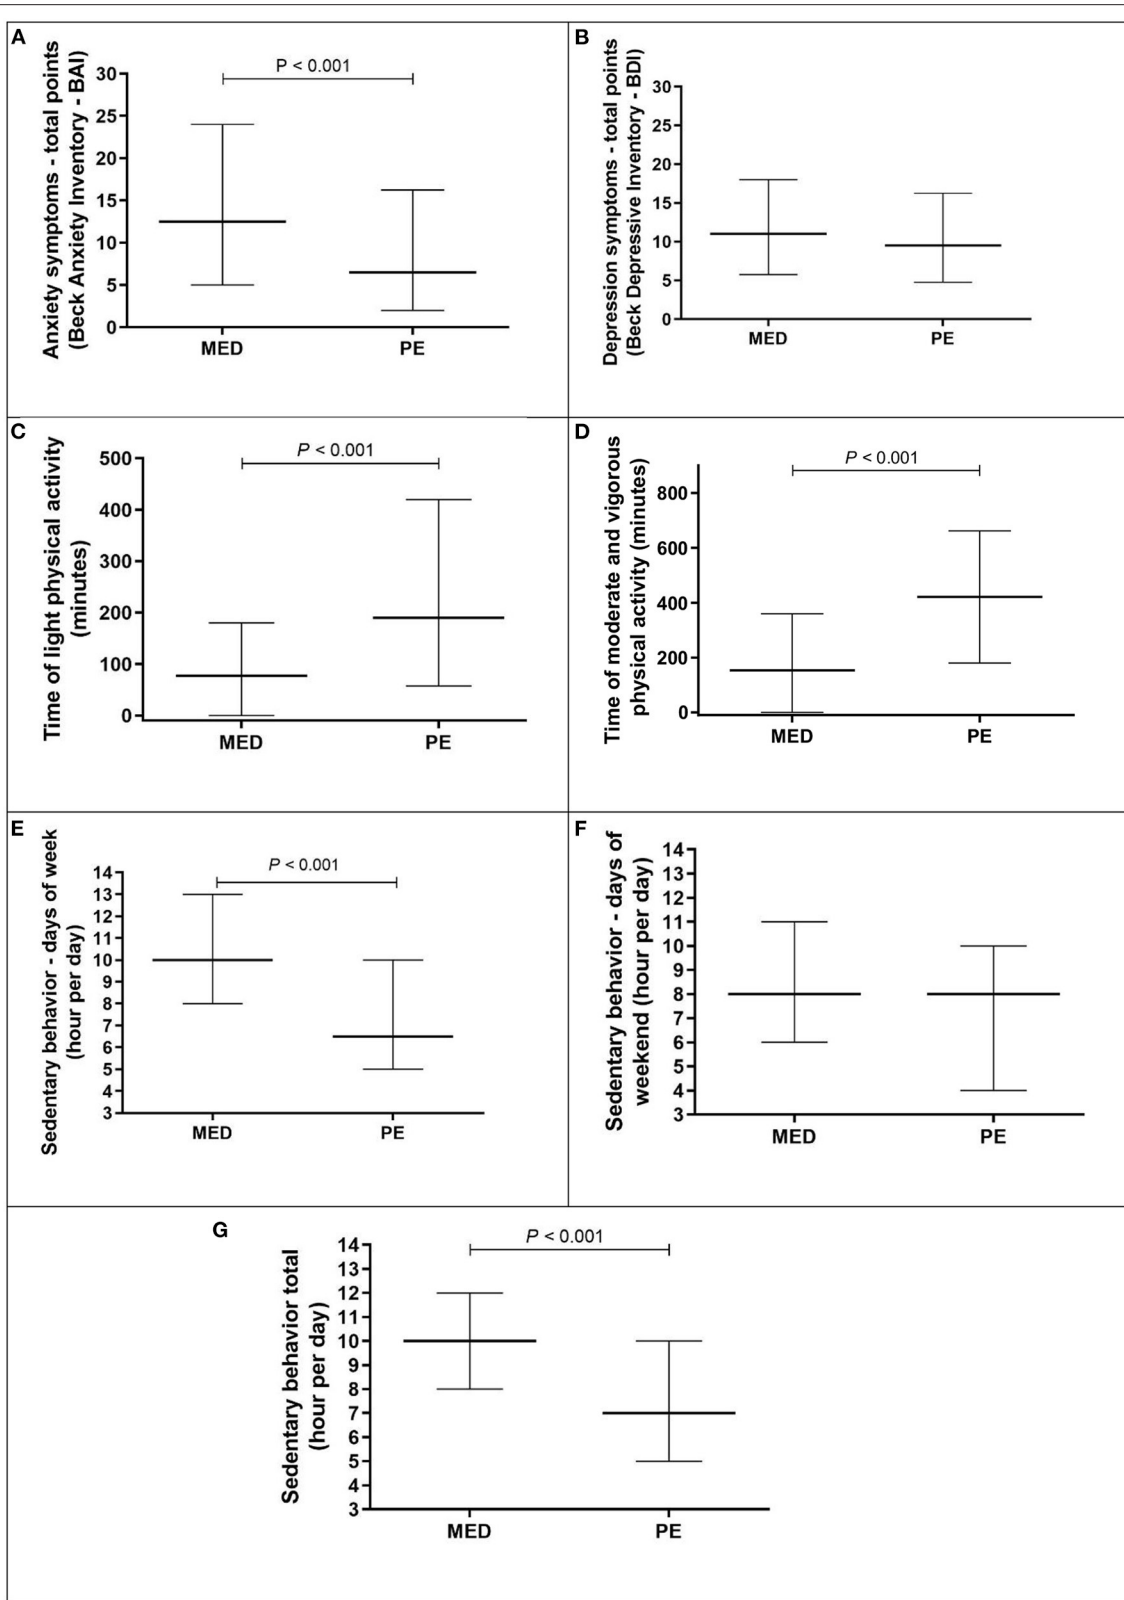 A
Anxiety symptoms - total points
(Beck Anxiety Inventory - BAI)
P < 0.001
30
25
20
15
10
5
0
MED PE
B
Depression symptoms - total points
(Beck Depressive Inventory - BDI)
30
25
20
15
10
5
0
MED PE
C
Time of light physical activity
(minutes)
P < 0.001
500
400
300
200
100
0
MED PE
D
Time of moderate and vigorous
physical activity (minutes)
P < 0.001
800
600
400
200
0
MED PE
E
Sedentary behavior - days of week
(hour per day)
P < 0.001
14
13
12
11
10
9
8
7
6
5
4
3
MED PE
F
Sedentary behavior - days of
weekend (hour per day)
14
13
12
11
10
9
8
7
6
5
4
3
MED PE
G
Sedentary behavior total
(hour per day)
P < 0.001
14
13
12
11
10
9
8
7
6
5
4
3
MED PE